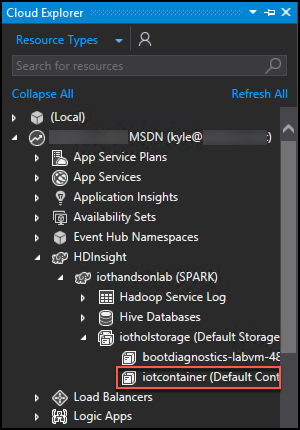 Cloud Explorer
Resource Types
Search for resources
Collapse All Refresh All
(Local)
MSDN (kyle@ )
App Service Plans
App Services
Application Insights
Availability Sets
Event Hub Namespaces
HDInsight
iothandsonlab (SPARK)
Hadoop Service Log
Hive Databases
iotholstorage (Default Storage
bootdiagnostics-labvm-48
iotcontainer (Default Cont
Load Balancers
Logic Apps